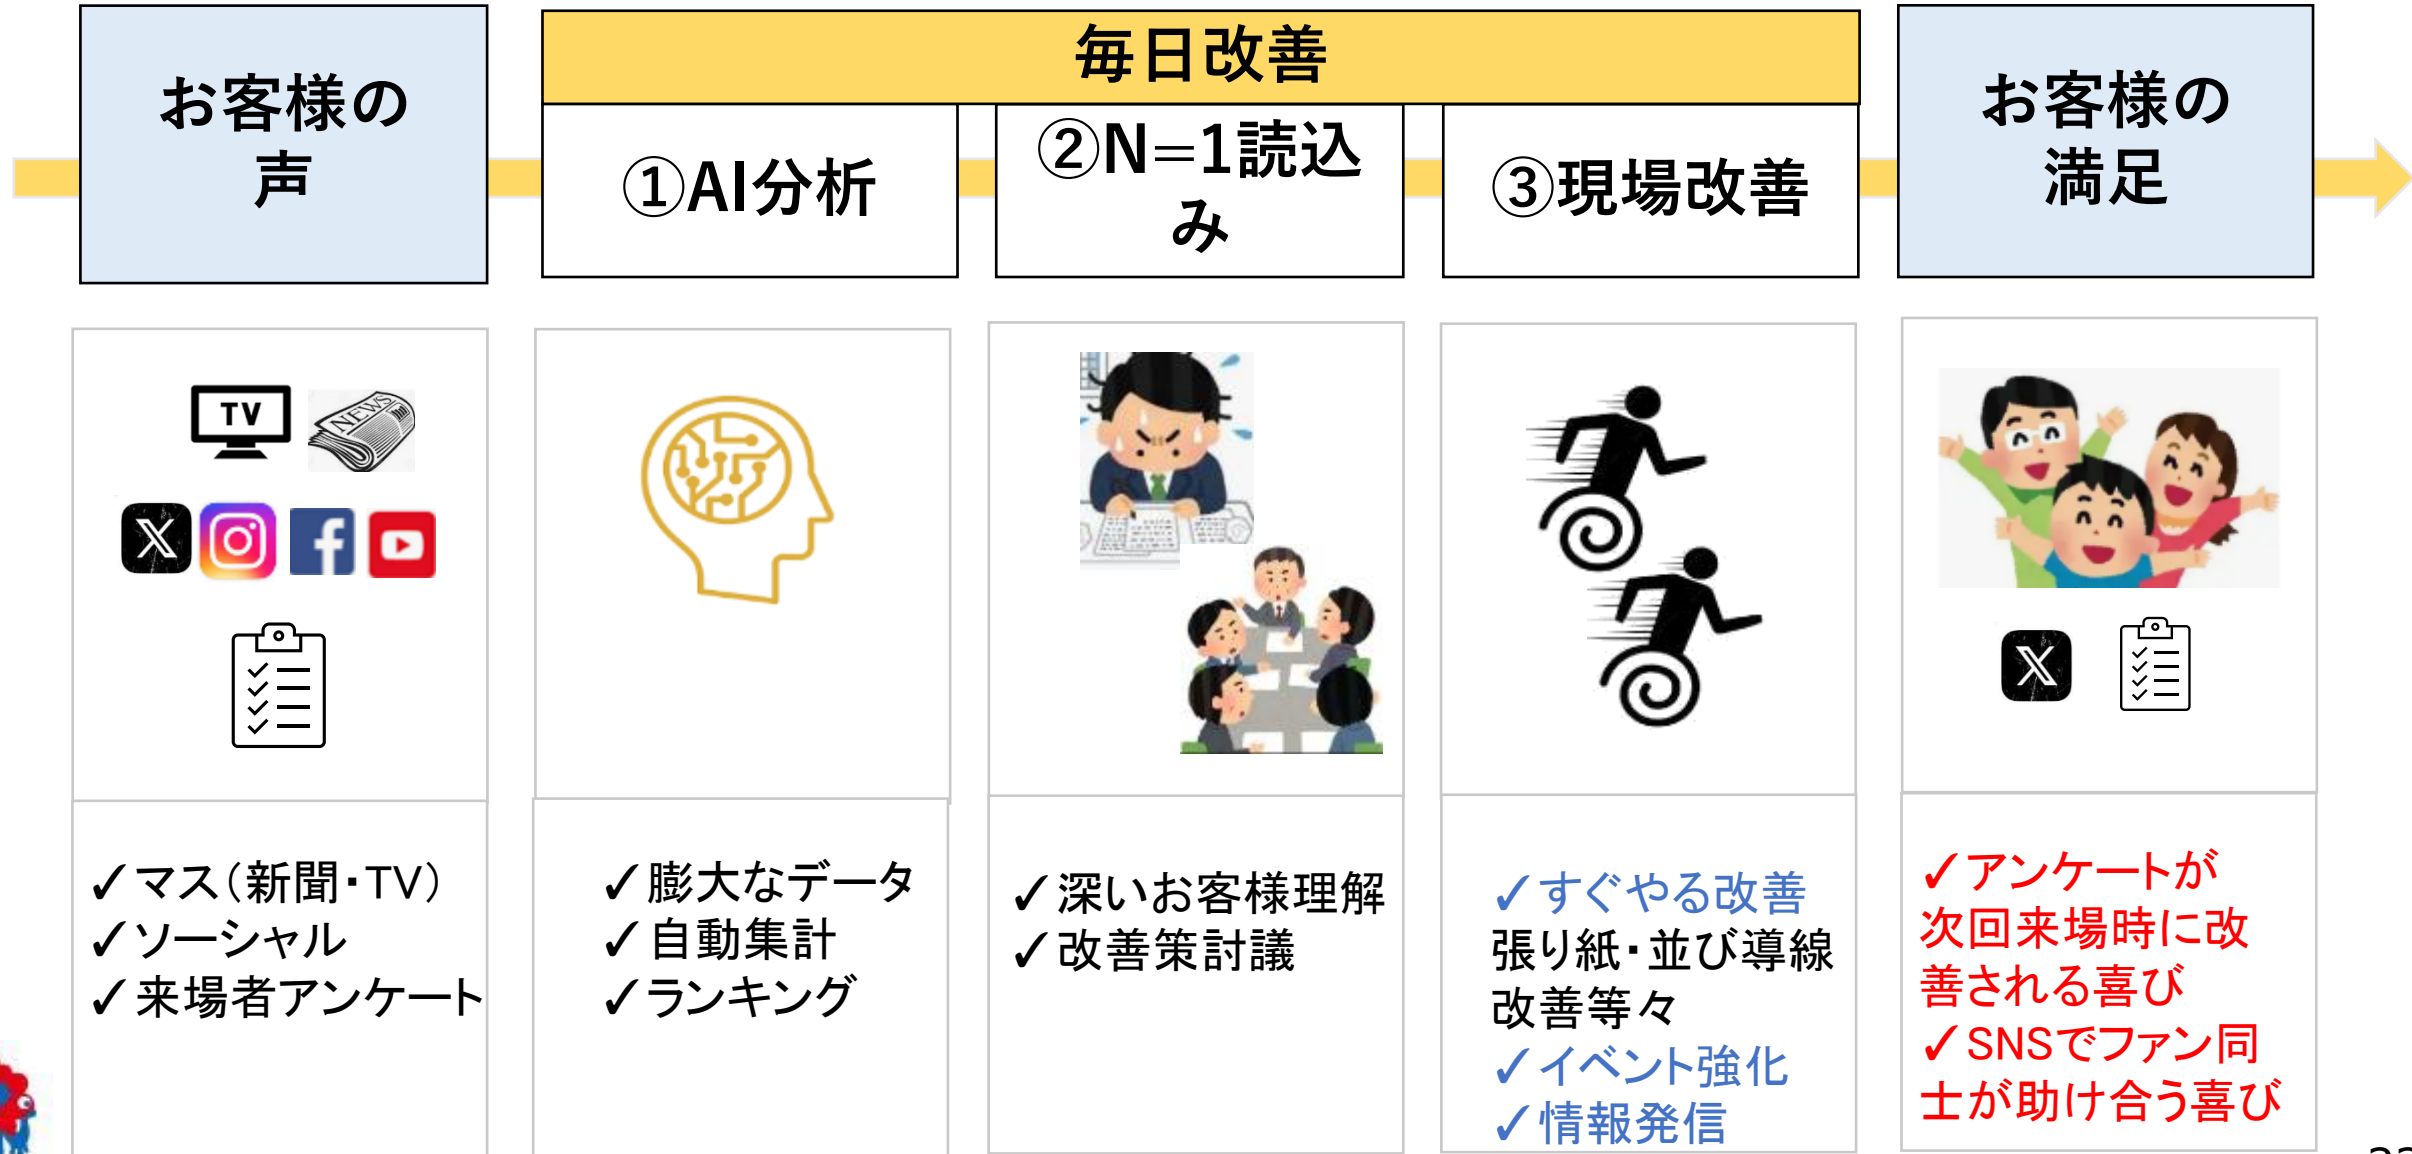 お客様の
声
毎日改善
①AI分析
②N=1読込
み
③現場改善
お客様の
満足
TV
NEWS
✓マス(新聞・TV)
✓ソーシャル
✓来場者アンケート
✓膨大なデータ
✓自動集計
✓ランキング
✓深いお客様理解
✓改善策討議
✓すぐやる改善
張り紙・並び導線
改善等々
✓イベント強化
✓情報発信
✓アンケートが
次回来場時に改
善される喜び
✓SNSでファン同
士が助け合う喜び